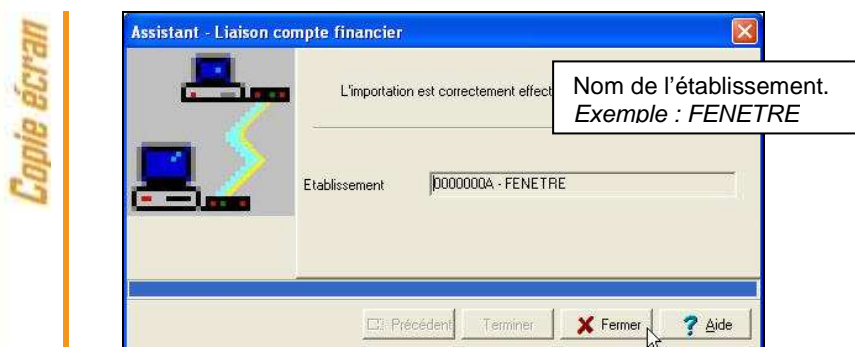 Copie écran
Assistant - Liaison compte financier
L'importation est correctement effect
Nom de l'établissement.
Exemple : FENETRE
Etablissement
0000000A - FENETRE
Précédent
Terminer
Fermer
? Aide